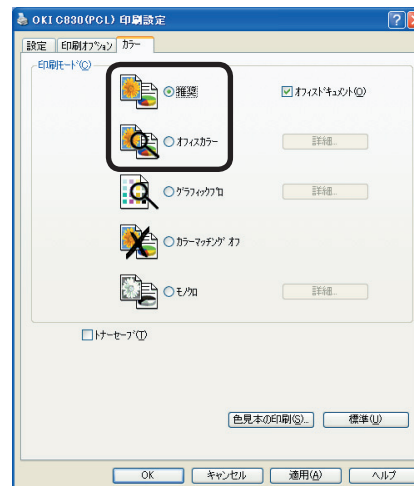 OKI C830(PCL) 印刷設定
設定 印刷オプション カラー
印刷モード(C)
推奨 オフィスドキュメント(O)
オフィスカラー 詳細...
グラフィックプロ 詳細...
カラーマッチング オフ
モノクロ 詳細...
トナーセーブ(T)
色見本の印刷(S)... 標準(U)
OK キャンセル 適用(A) ヘルプ